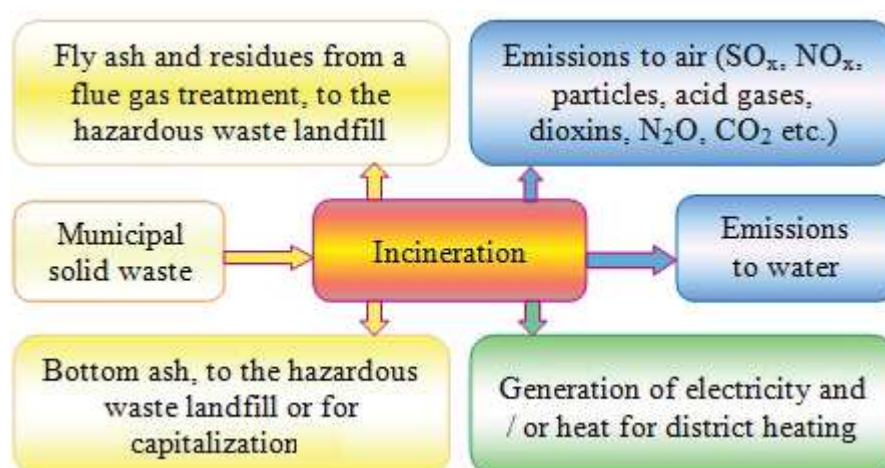 Fly ash and residues from a
flue gas treatment, to the
hazardous waste landfill
Emissions to air (SOₓ, NOₓ,
particles, acid gases,
dioxins, N₂O, CO₂ etc.)
Municipal
solid waste
Incineration
Emissions
to water
Bottom ash, to the hazardous
waste landfill or for
capitalization
Generation of electricity and
/ or heat for district heating